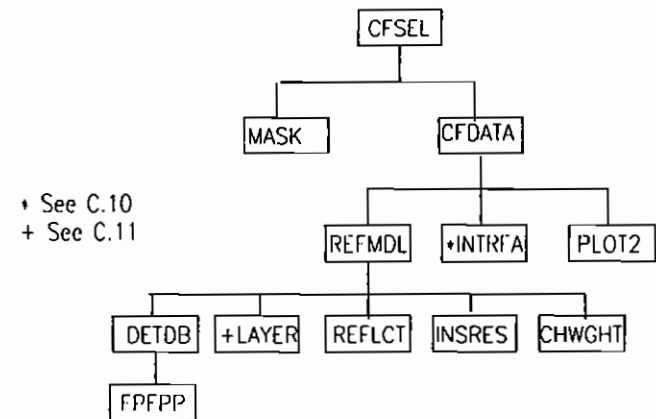 CFSEL
MASK
CFDATA
* See C.10
+ See C.11
REFMDL
*INTRFA
PLOT2
DETDB
+LAYER
REFLCT
INSRES
CHWGHT
FPFPP